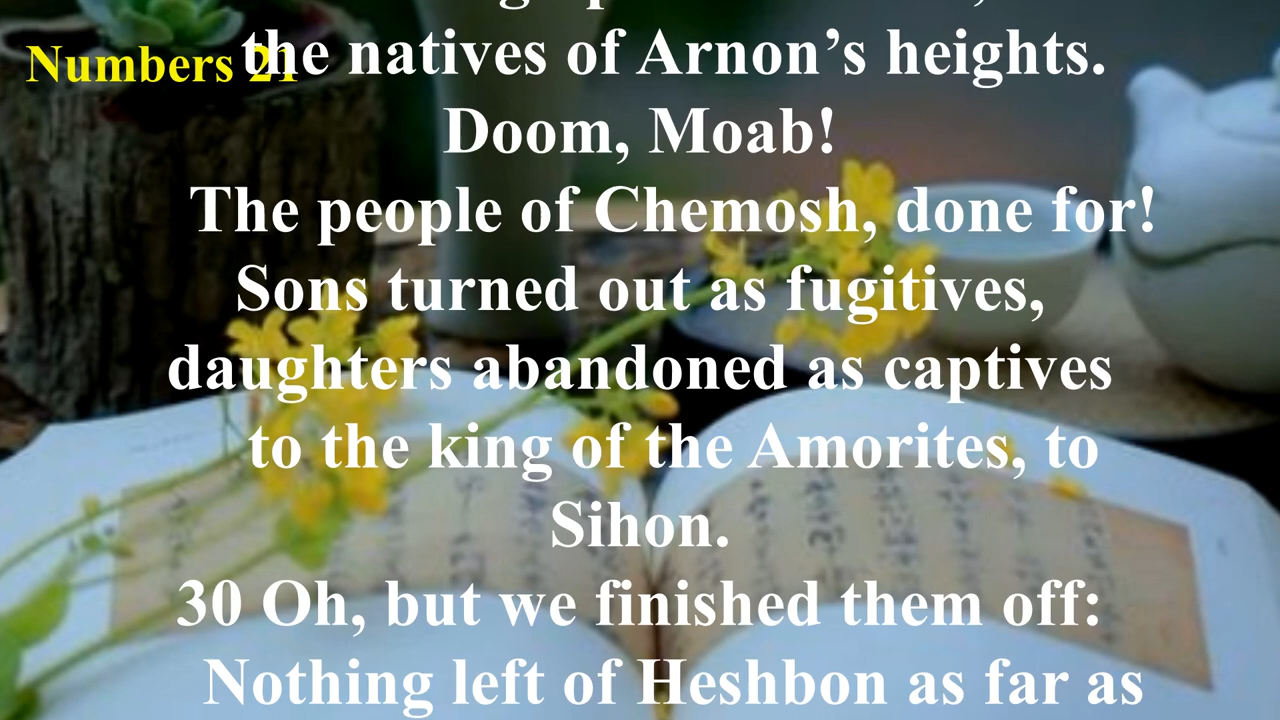 Numbers 21
the natives of Arnon’s heights.
Doom, Moab!
The people of Chemosh, done for!
Sons turned out as fugitives,
daughters abandoned as captives
to the king of the Amorites, to
Sihon.
30 Oh, but we finished them off:
Nothing left of Heshbon as far as